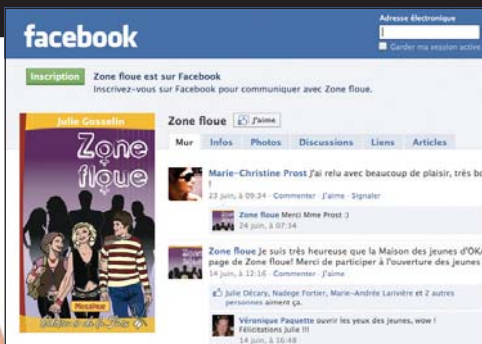 facebook
Adresse électronique
Garder ma session active
Inscription
Zone floue est sur Facebook
Inscrivez-vous sur Facebook pour communiquer avec Zone floue.
Julie Gosselin
Zone
floue
Mosaïque
Zone floue J'aime
Mur Infos Photos Discussions Liens Articles
Marie-Christine Prost J'ai relu avec beaucoup de plaisir, très bo
!
23 juin, à 09:34 · Commenter · J'aime · Signaler
Zone floue Merci Mme Prost :)
24 juin, à 07:34
Zone floue Je suis très heureuse que la Maison des jeunes d'OKA
page de Zone floue! Merci de participer à l'ouverture des jeunes
14 juin, à 12:16 · Commenter · J'aime
Julie Décary, Nadege Fortier, Marie-Andrée Larivière et 2 autres
personnes aiment ça.
Véronique Paquette ouvrir les yeux des jeunes, wow !
Félicitations Julie !!!
14 juin, à 16:48